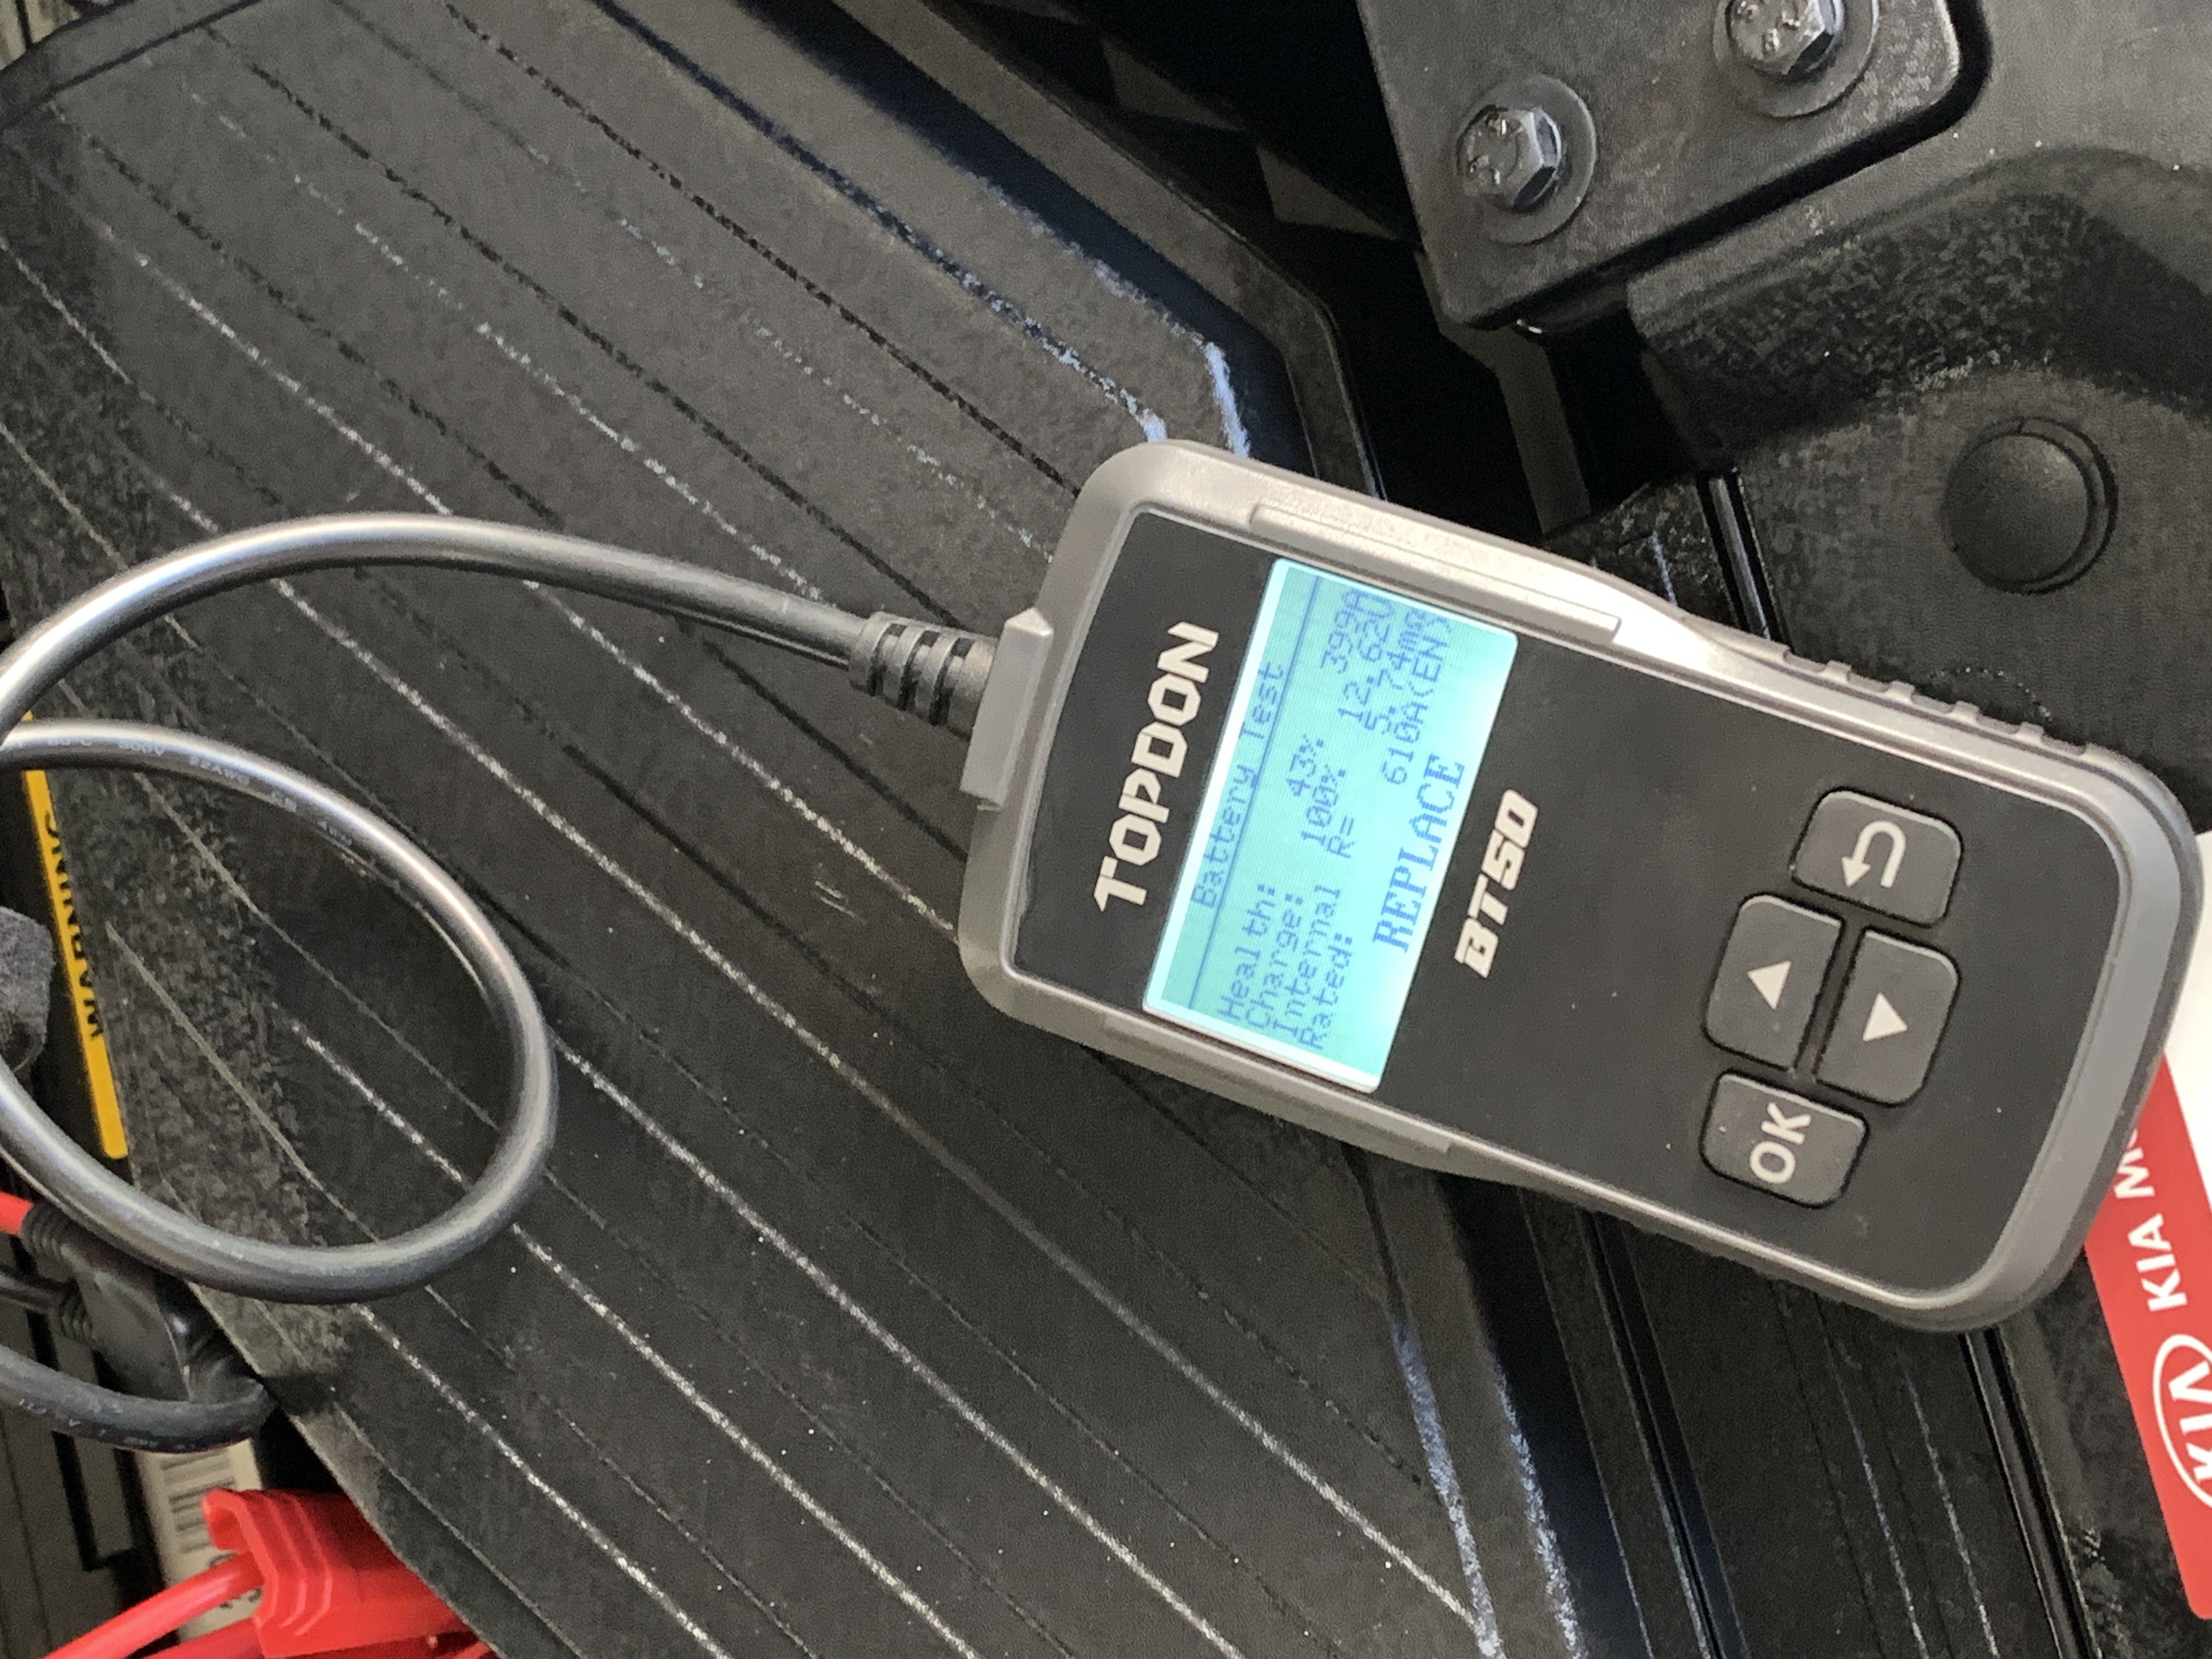 WARNING
TOPDON
Battery Test
Health: 43% 399A
Charge: 100% 12.62V
Internal R= 5.74mΩ
Rated: 610A(EN)
REPLACE
BT50
OK
KIA KIA